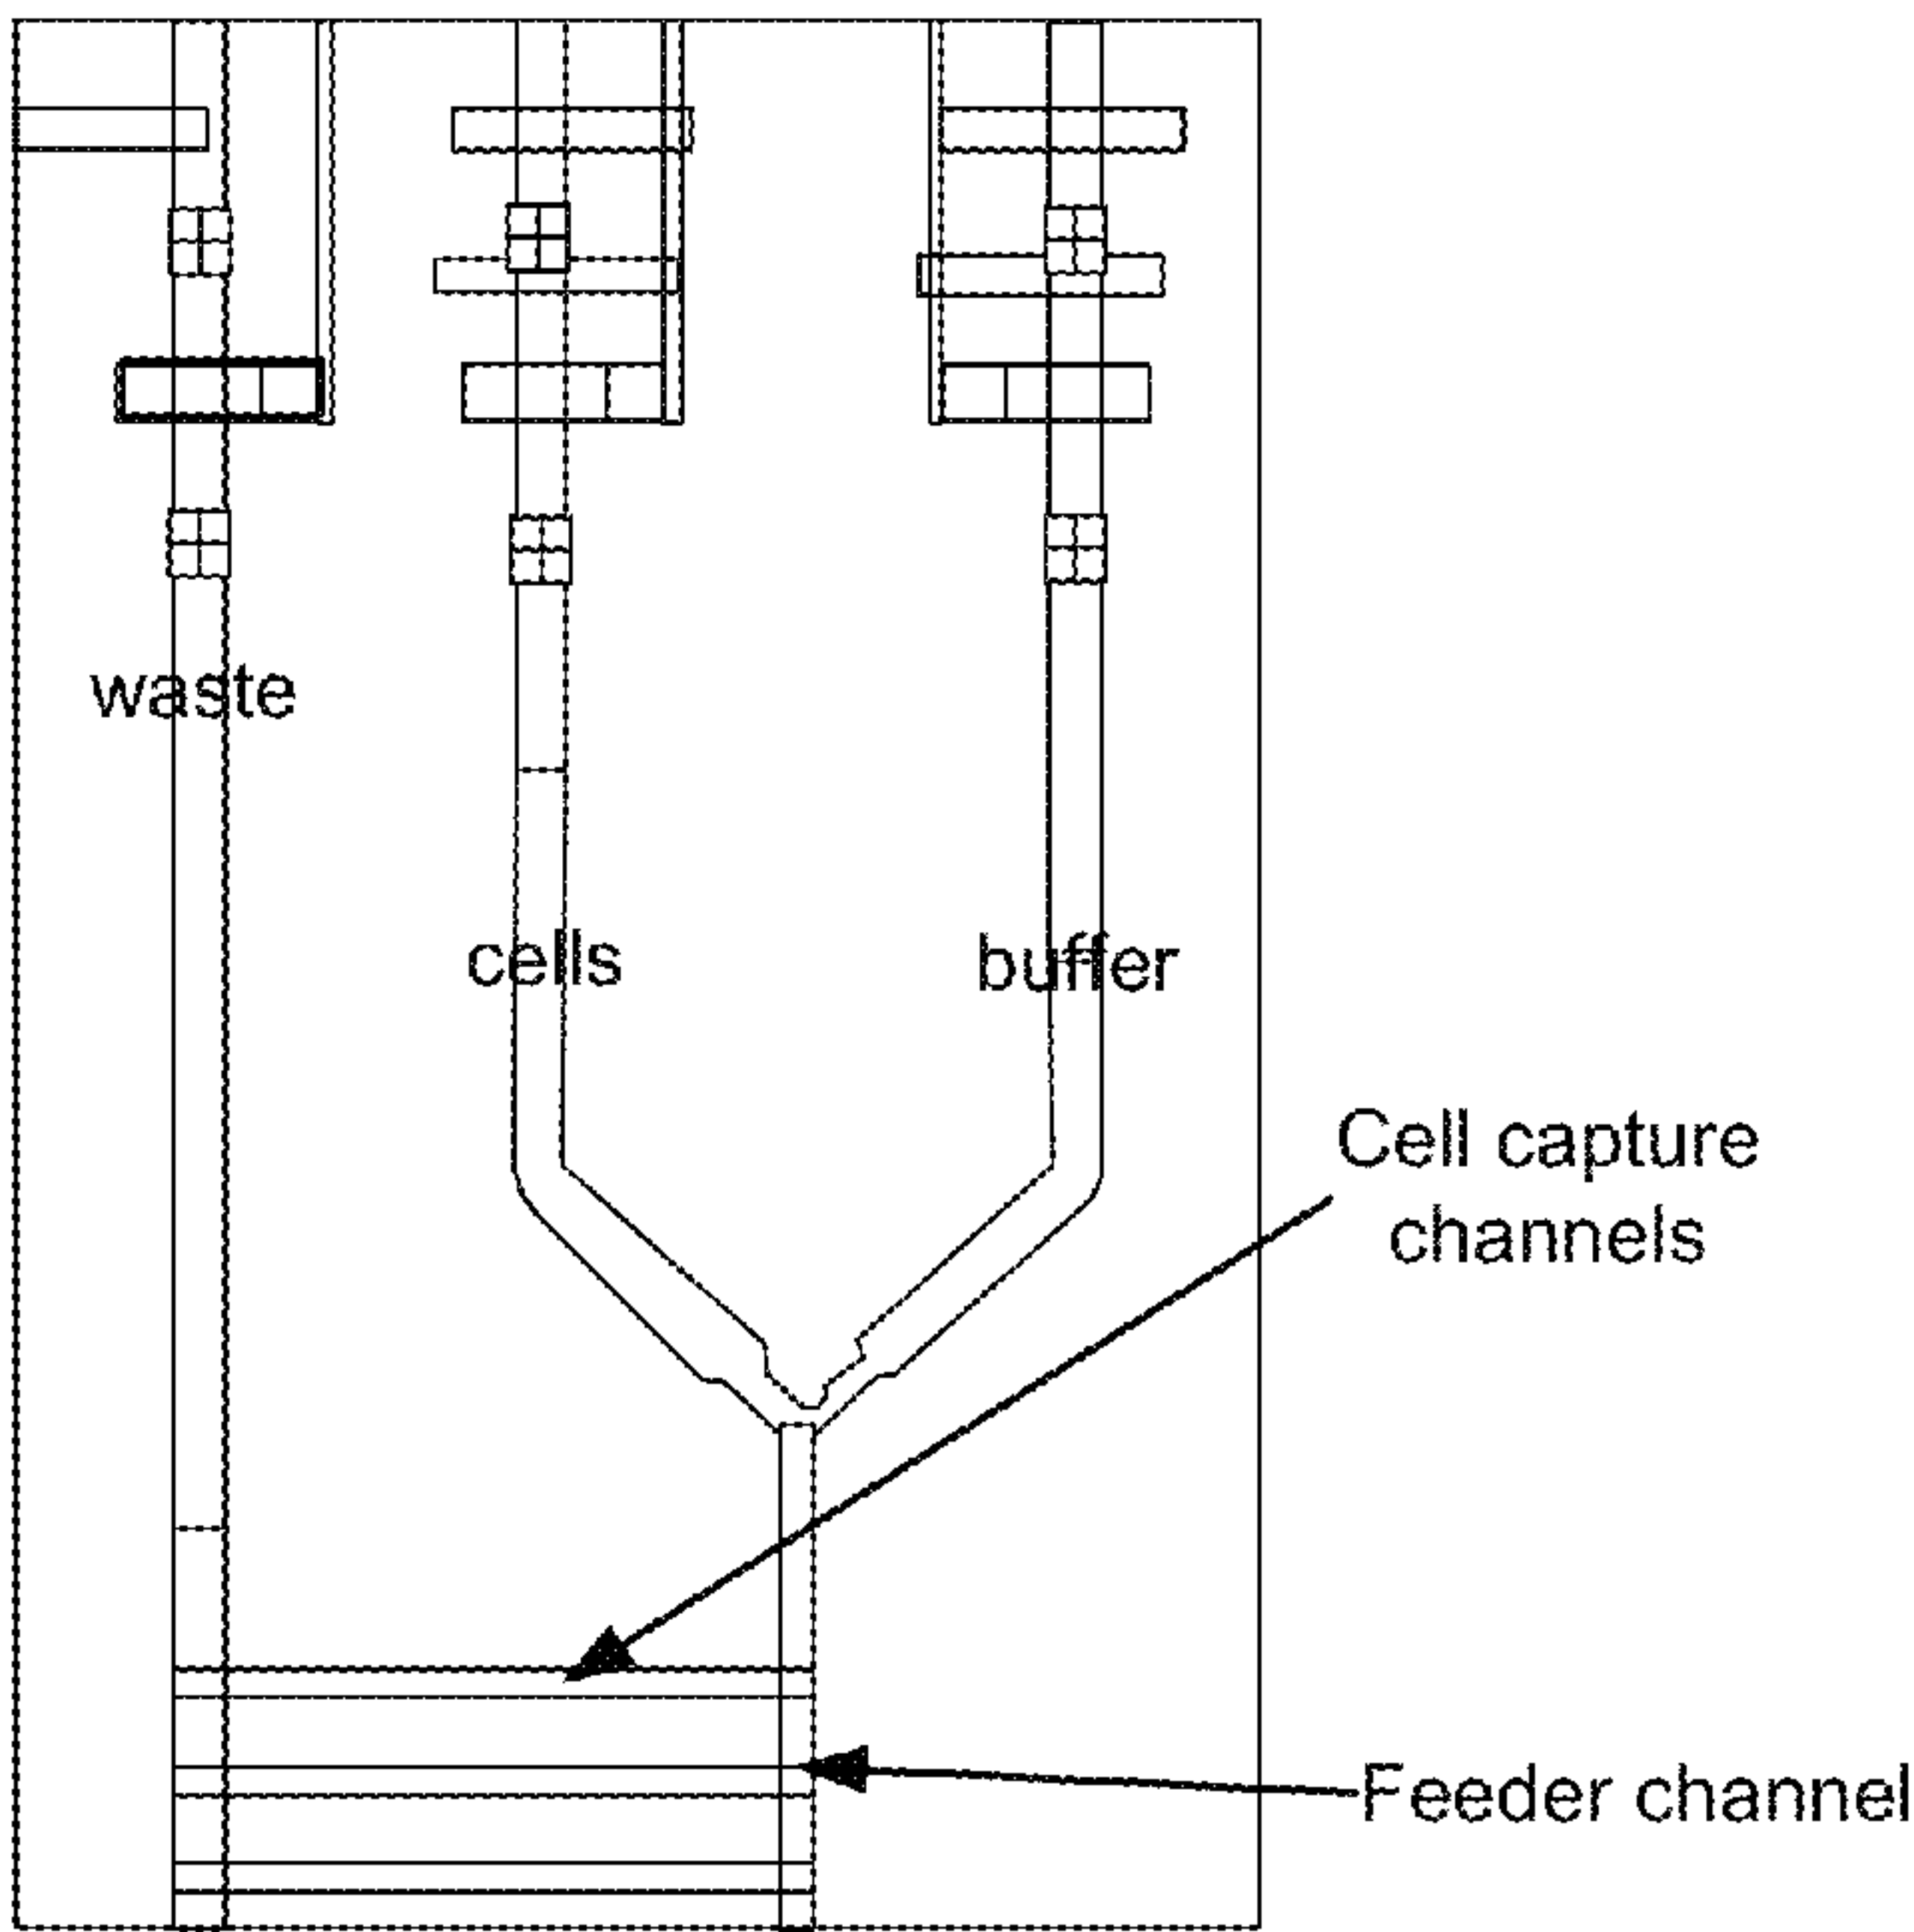 waste
cells
buffer
Cell capture
channels
Feeder channel